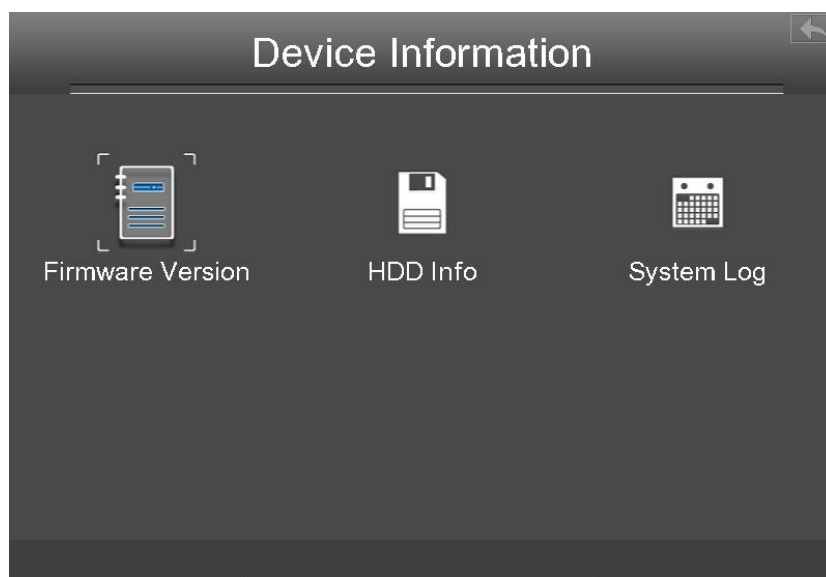 Device Information
Firmware Version
HDD Info
System Log